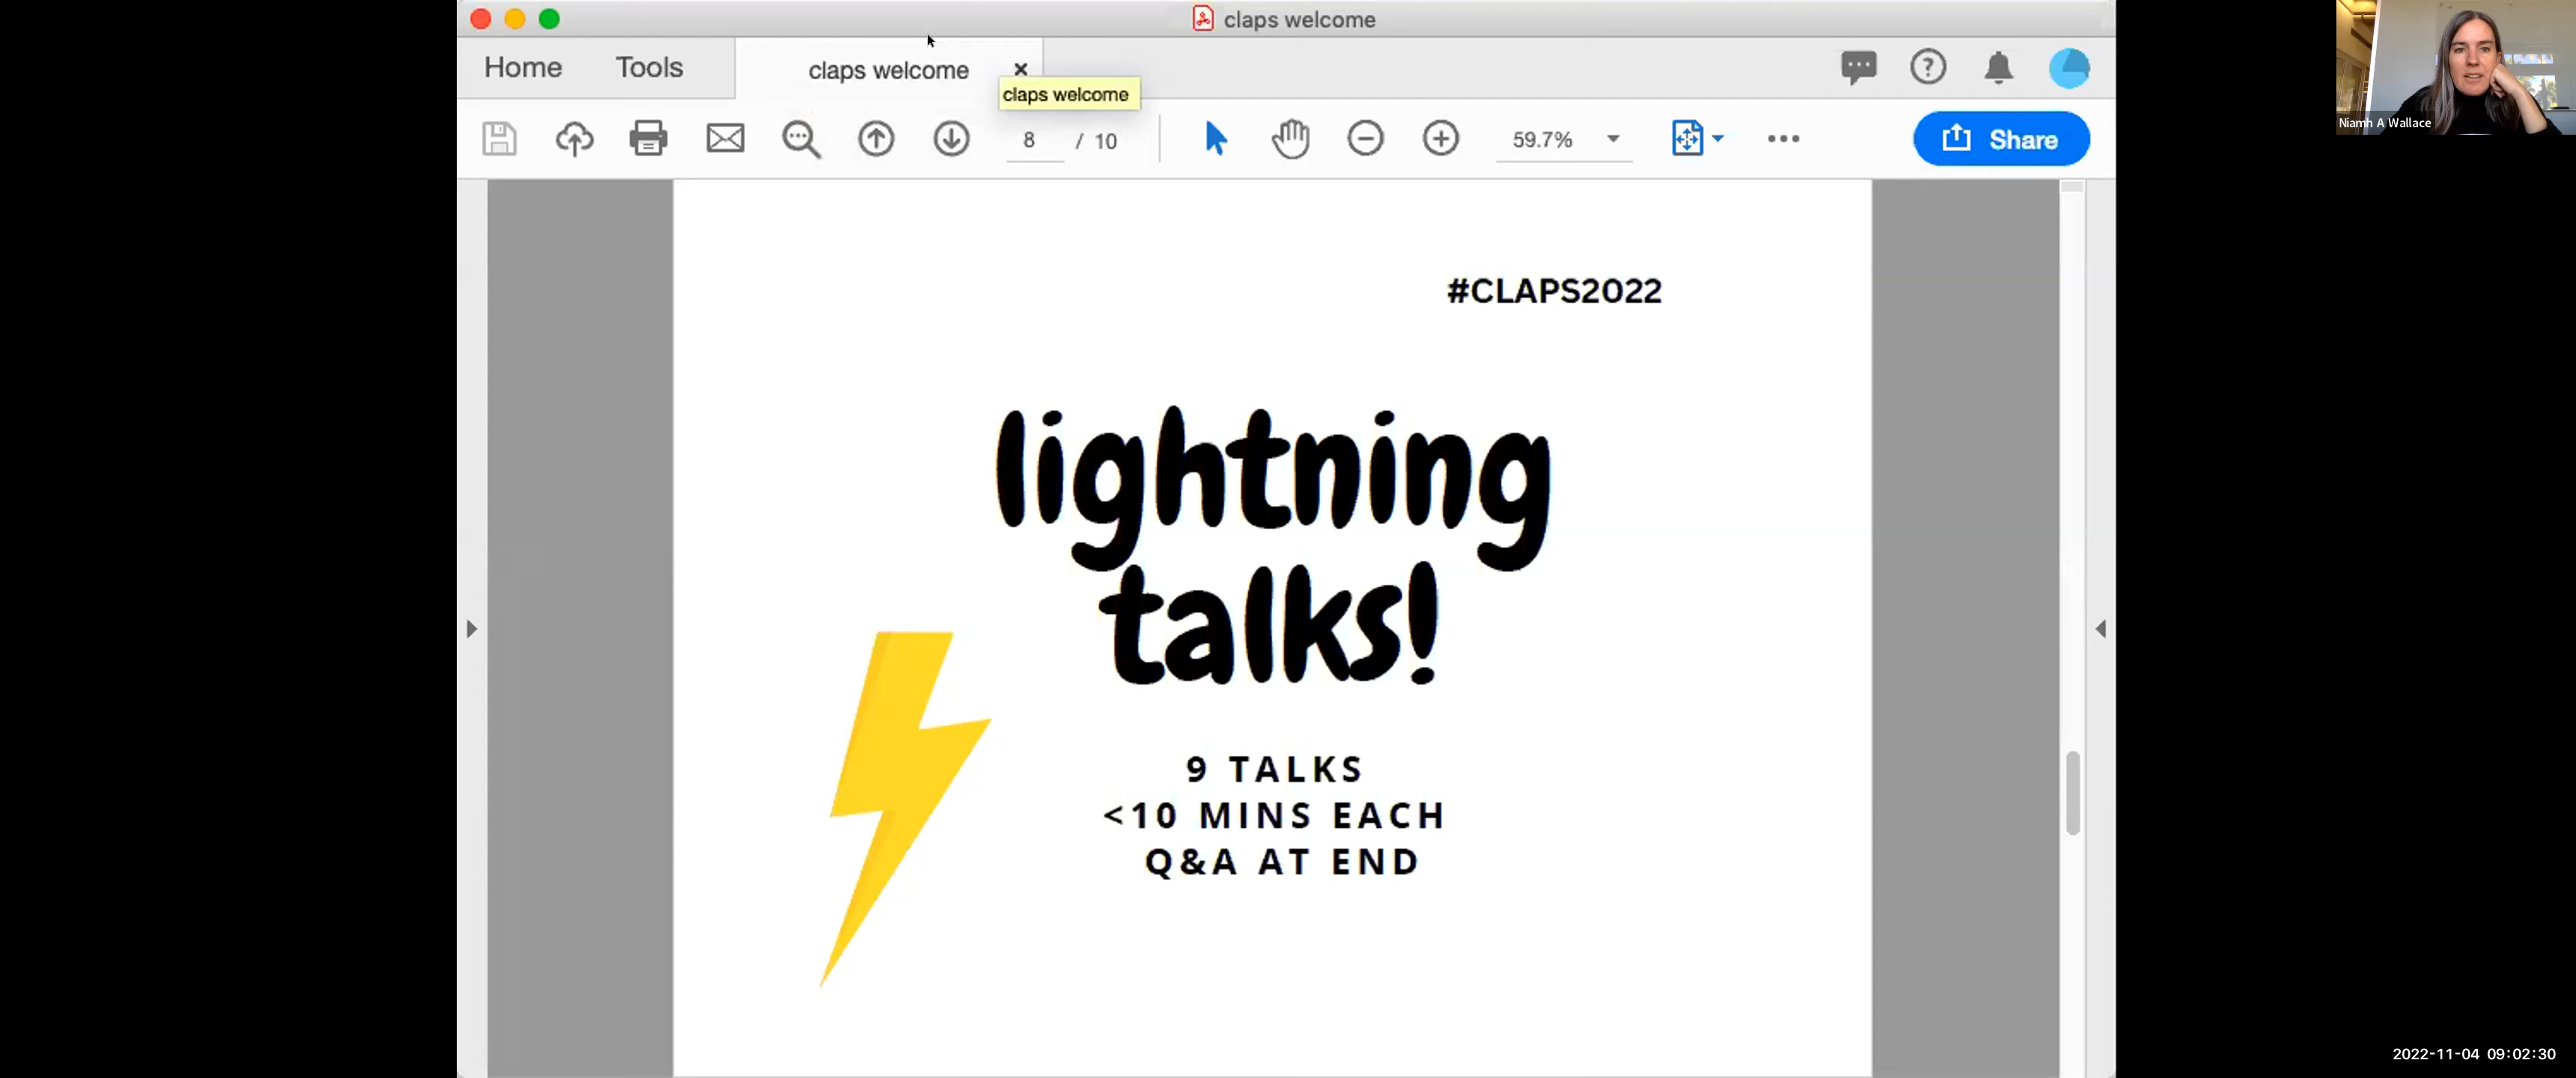 claps welcome
Home
Tools
claps welcome
claps welcome
8 / 10
59.7%
Share
#CLAPS2022
lightning
talks!
9 TALKS
<10 MINS EACH
Q&A AT END
Niamh A Wallace
2022-11-04 09:02:30